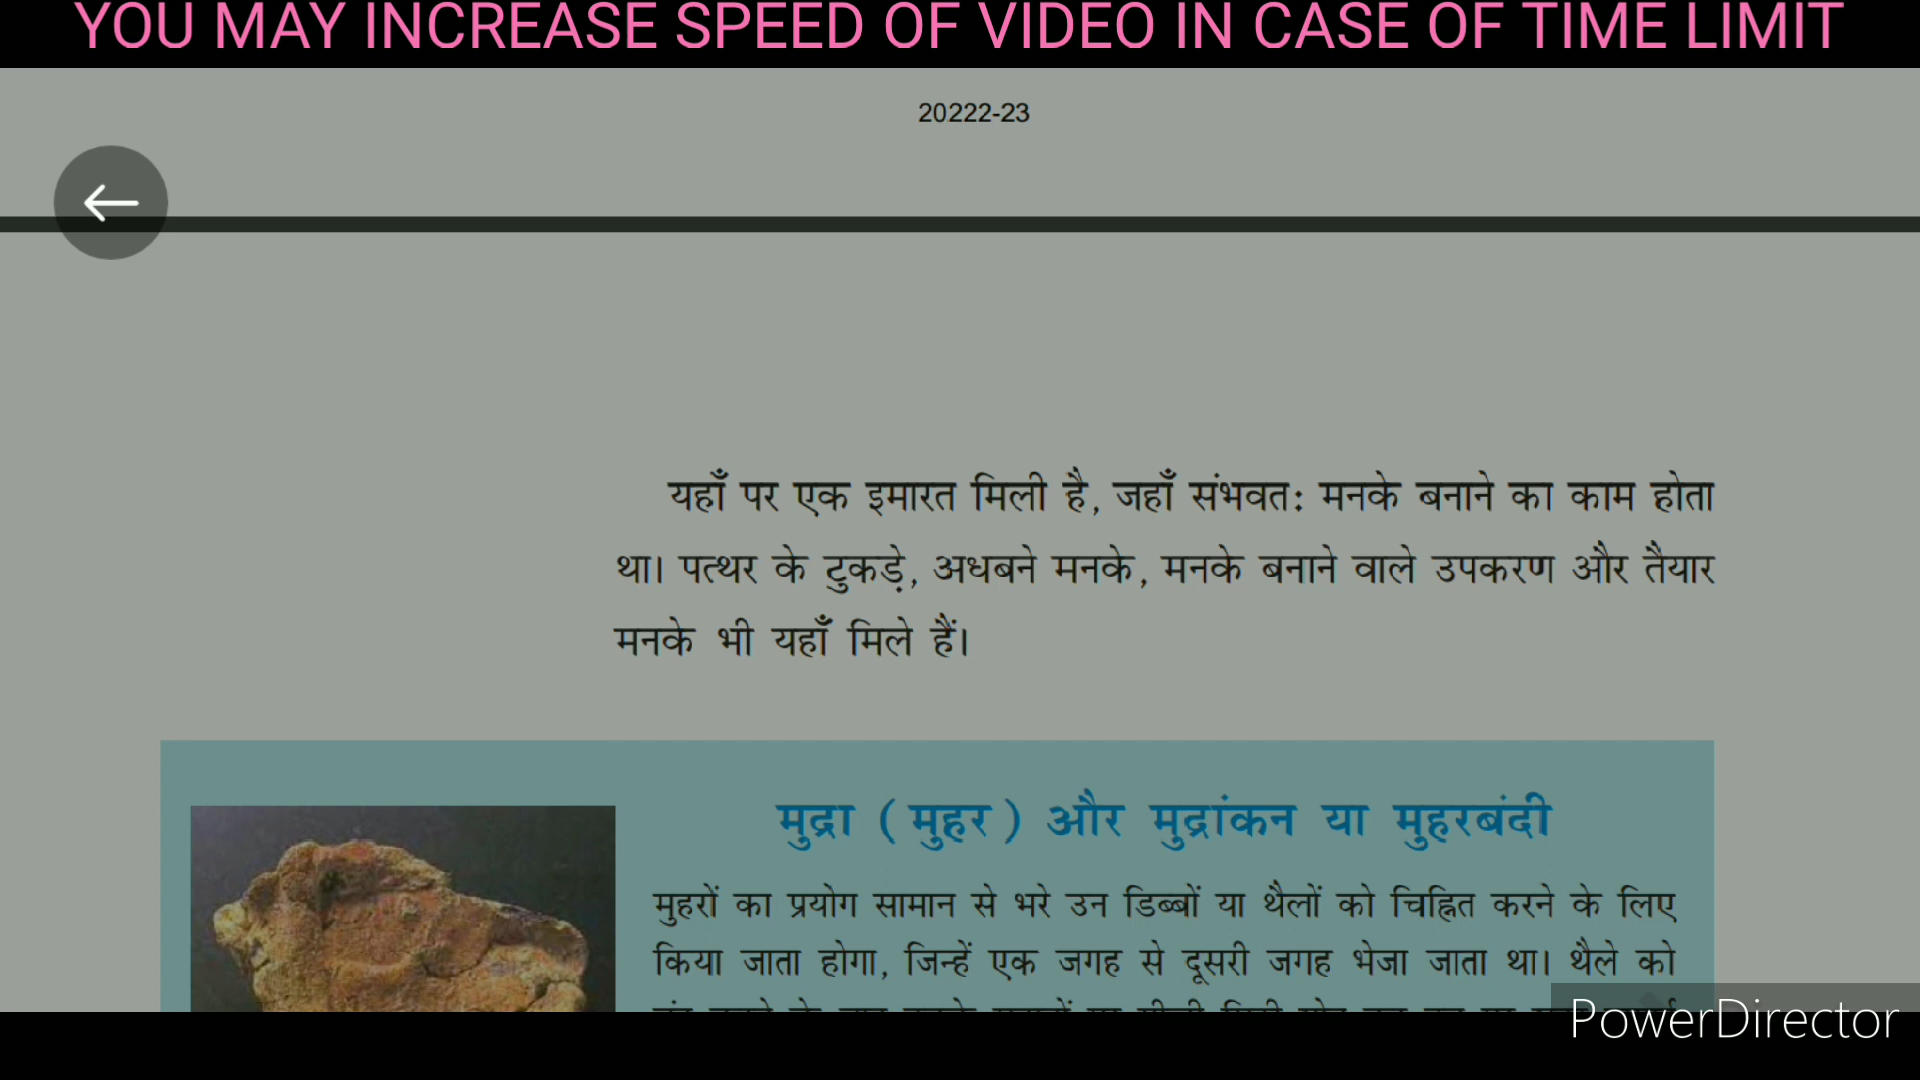 YOU MAY INCREASE SPEED OF VIDEO IN CASE OF TIME LIMIT
20222-23
यहाँ पर एक इमारत मिली है, जहाँ संभवत: मनके बनाने का काम होता
था। पत्थर के टुकड़े, अधबने मनके, मनके बनाने वाले उपकरण और तैयार
मनके भी यहाँ मिले हैं।
मुद्रा (मुहर) और मुद्रांकन या मुहरबंदी
मुहरों का प्रयोग सामान से भरे उन डिब्बों या थैलों को चिह्नित करने के लिए
किया जाता होगा, जिन्हें एक जगह से दूसरी जगह भेजा जाता था। थैले को
PowerDirector